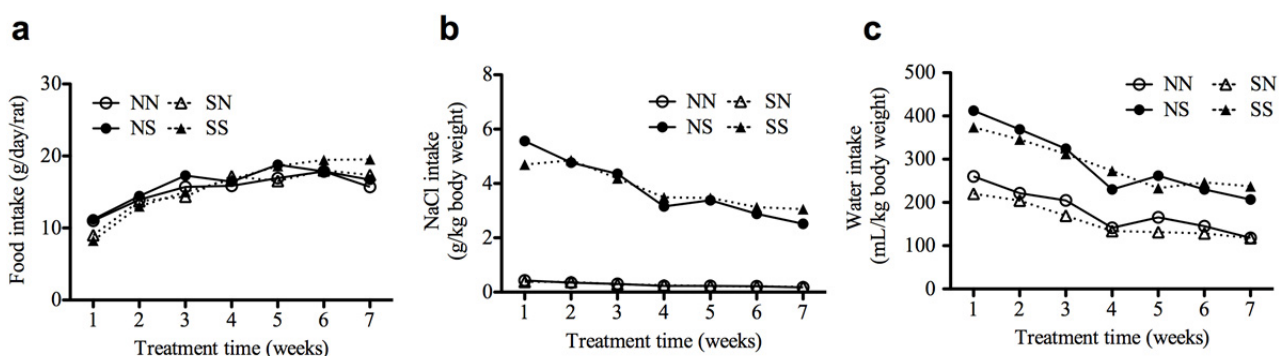 a
Food intake (g/day/rat)
30
20
10
0
NN
SN
NS
SS
1 2 3 4 5 6 7
Treatment time (weeks)
b
NaCl intake
(g/kg body weight)
8
6
4
2
0
NN
SN
NS
SS
1 2 3 4 5 6 7
Treatment time (weeks)
c
Water intake
(mL/kg body weight)
500
400
300
200
100
0
NN
SN
NS
SS
1 2 3 4 5 6 7
Treatment time (weeks)